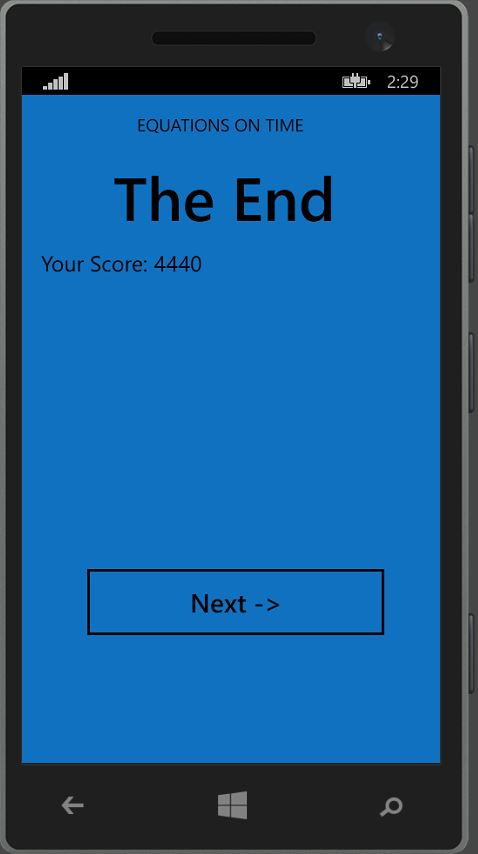 2:29
EQUATIONS ON TIME
The End
Your Score: 4440
Next ->